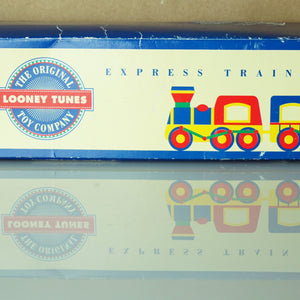 THE ORIGINAL
LOONEY TUNES
TOY COMPANY
EXPRESS TRAIN